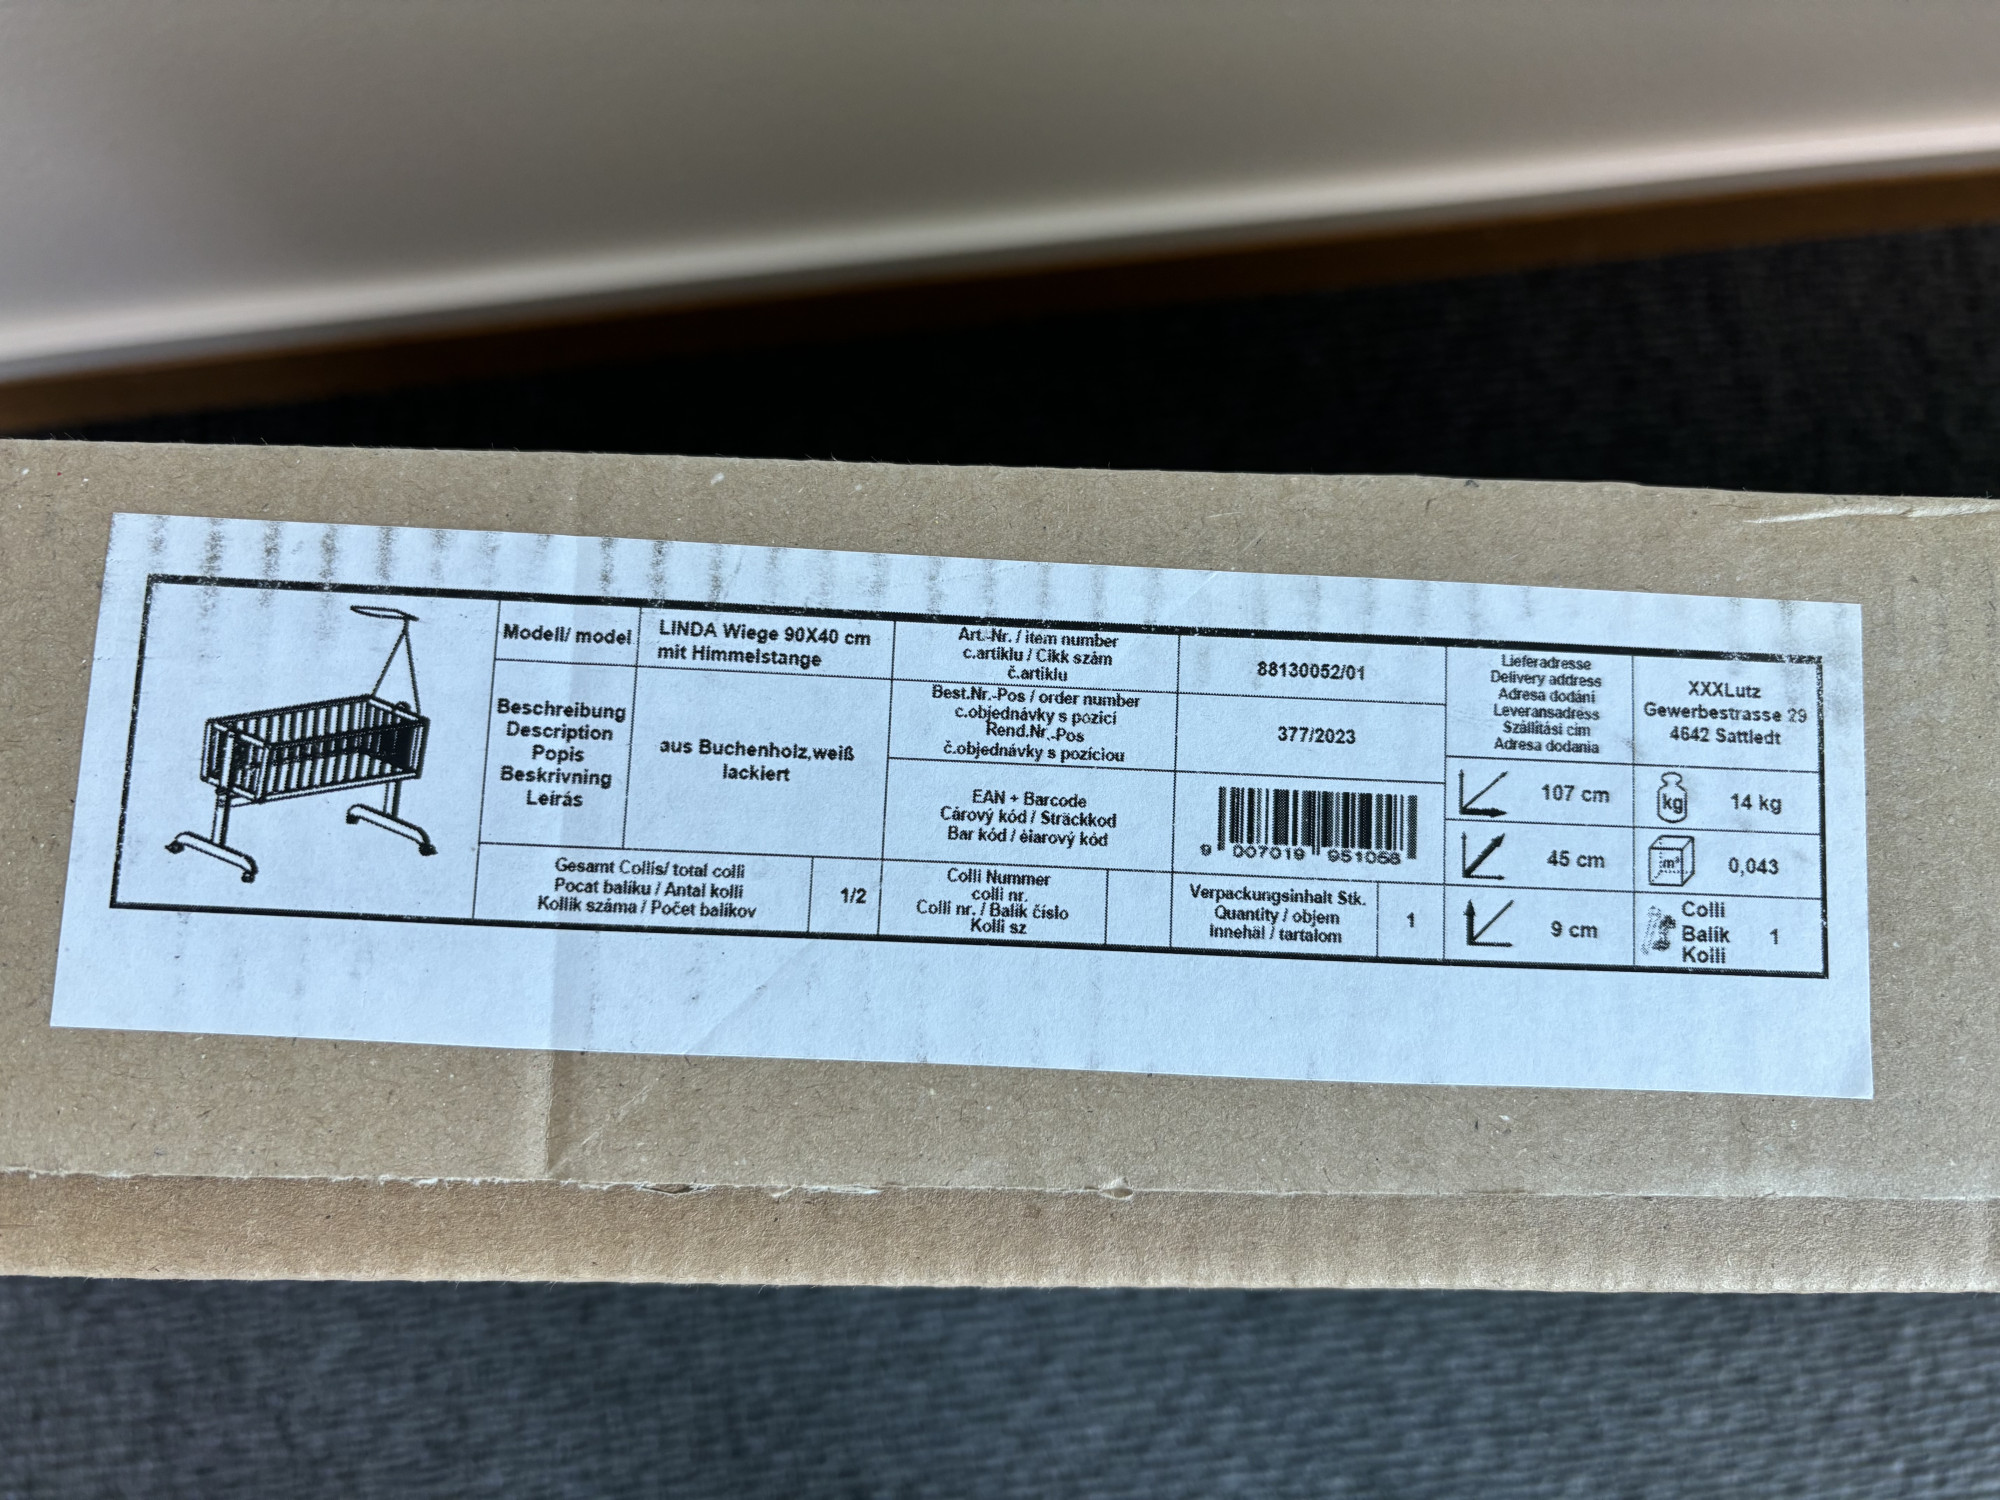 Modell/ model
LINDA Wiege 90X40 cm
mit Himmelstange
Art.-Nr. / item number
c.artiklu / Cikk szám
č.artiklu
88130052/01
Lieferadresse
Delivery address
Adresa dodání
Leveransadress
Szállítási cím
Adresa dodania
XXXLutz
Gewerbestrasse 29
4642 Sattledt
Beschreibung
Description
Popis
Beskrivning
Leírás
aus Buchenholz,weiß
lackiert
Best.Nr.-Pos / order number
c.objednávky s pozicí
Rend.Nr.-Pos
č.objednávky s pozíciou
377/2023
EAN + Barcode
Cárový kód / Sträckkod
Bar kód / èiarový kód
9 007019 951058
107 cm
kg
14 kg
45 cm
m³
0,043
9 cm
Colli
Balík
Kolli
1
Gesamt Collis/ total colli
Pocat balíku / Antal kolli
Kollik száma / Počet balíkov
1/2
Colli Nummer
colli nr.
Colli nr. / Balík číslo
Kolli sz
Verpackungsinhalt Stk.
Quantity / objem
Innehål / tartalom
1